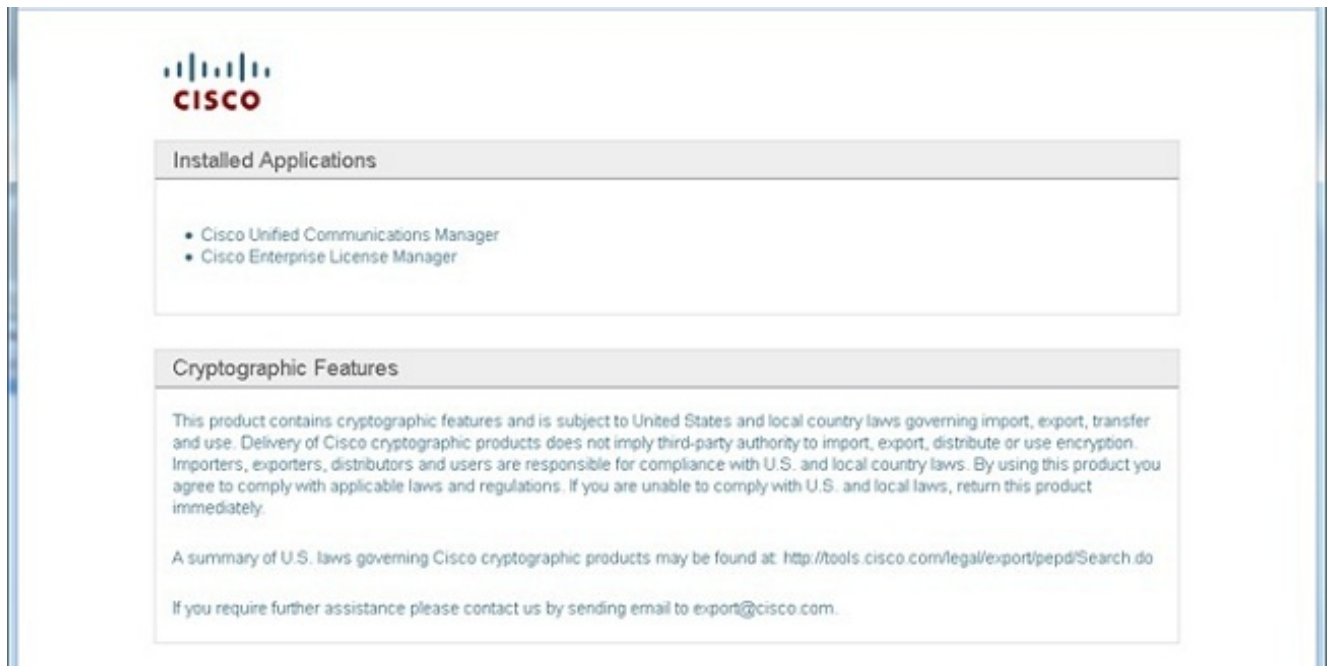 CISCO
Installed Applications
• Cisco Unified Communications Manager
• Cisco Enterprise License Manager
Cryptographic Features
This product contains cryptographic features and is subject to United States and local country laws governing import, export, transfer
and use. Delivery of Cisco cryptographic products does not imply third-party authority to import, export, distribute or use encryption.
Importers, exporters, distributors and users are responsible for compliance with U.S. and local country laws. By using this product you
agree to comply with applicable laws and regulations. If you are unable to comply with U.S. and local laws, return this product
immediately.
A summary of U.S. laws governing Cisco cryptographic products may be found at: http://tools.cisco.com/legal/export/pepd/Search.do
If you require further assistance please contact us by sending email to export@cisco.com.